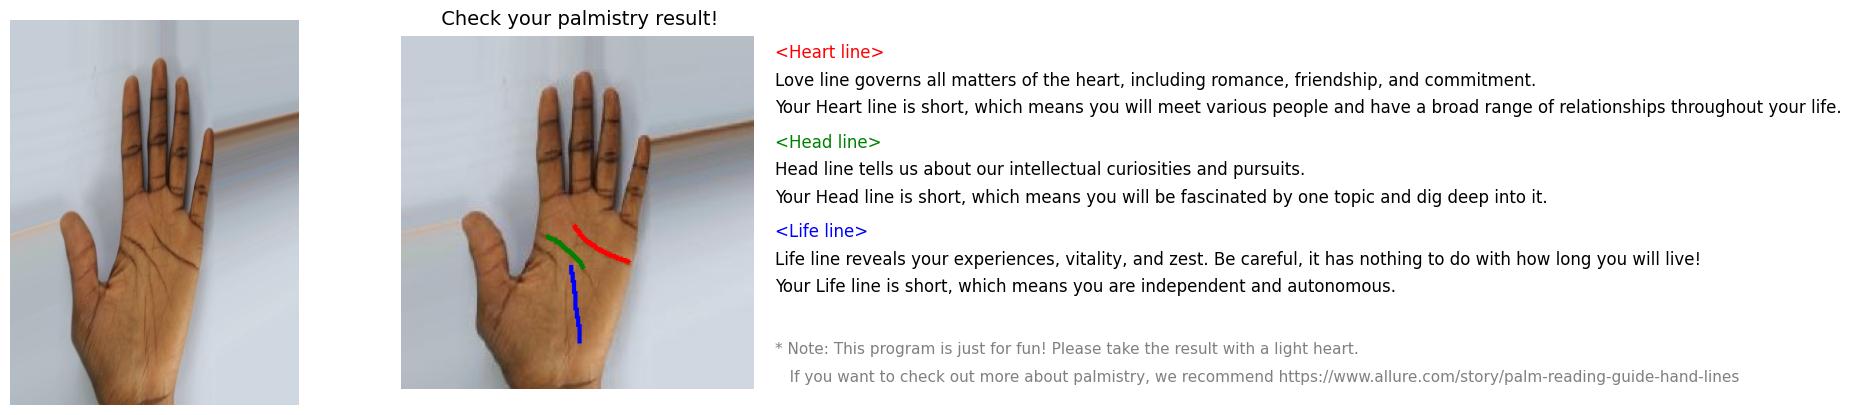 Check your palmistry result!
<Heart line>
Love line governs all matters of the heart, including romance, friendship, and commitment.
Your Heart line is short, which means you will meet various people and have a broad range of relationships throughout your life.
<Head line>
Head line tells us about our intellectual curiosities and pursuits.
Your Head line is short, which means you will be fascinated by one topic and dig deep into it.
<Life line>
Life line reveals your experiences, vitality, and zest. Be careful, it has nothing to do with how long you will live!
Your Life line is short, which means you are independent and autonomous.
* Note: This program is just for fun! Please take the result with a light heart.
If you want to check out more about palmistry, we recommend https://www.allure.com/story/palm-reading-guide-hand-lines